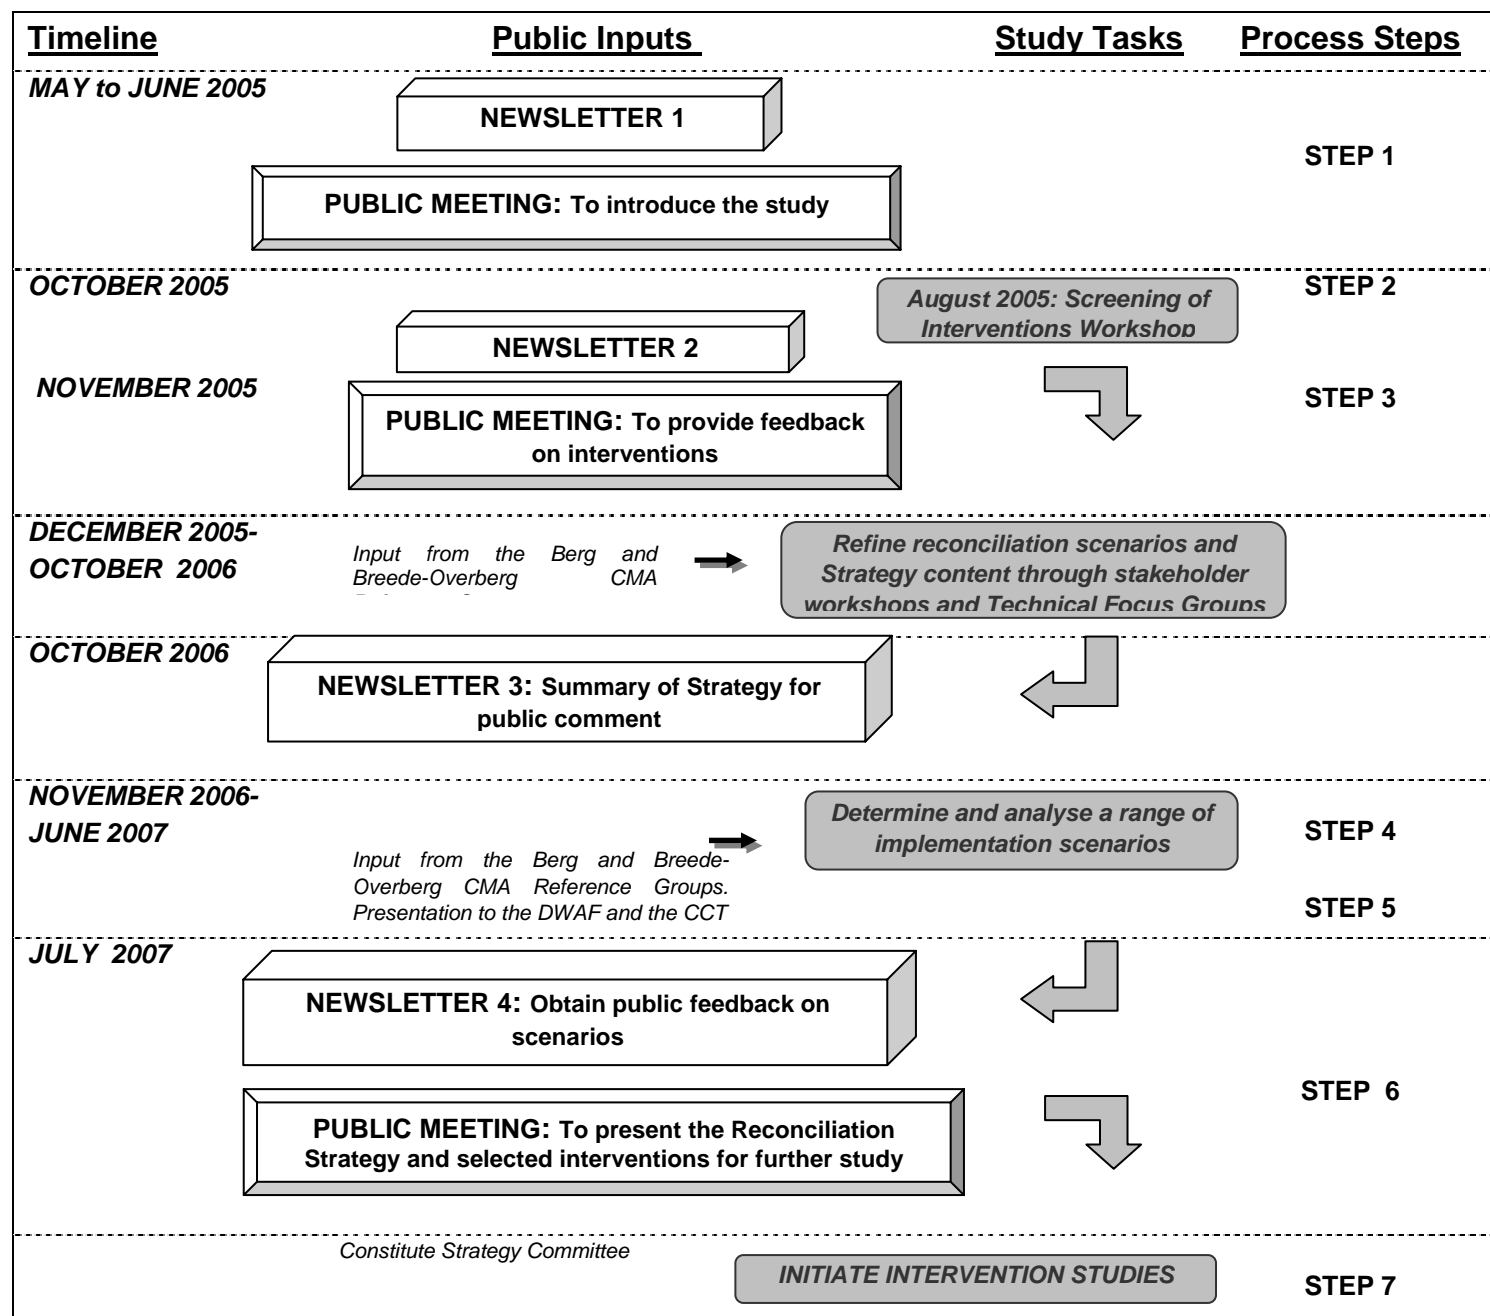 Timeline Public Inputs Study Tasks Process Steps
MAY to JUNE 2005
NEWSLETTER 1
STEP 1
PUBLIC MEETING: To introduce the study
OCTOBER 2005
August 2005: Screening of
Interventions Workshop
STEP 2
NEWSLETTER 2
NOVEMBER 2005
STEP 3
PUBLIC MEETING: To provide feedback
on interventions
DECEMBER 2005-
OCTOBER 2006
Input from the Berg and
Breede-Overberg CMA
Refine reconciliation scenarios and
Strategy content through stakeholder
workshops and Technical Focus Groups
OCTOBER 2006
NEWSLETTER 3: Summary of Strategy for
public comment
NOVEMBER 2006-
JUNE 2007
Determine and analyse a range of
implementation scenarios
STEP 4
Input from the Berg and Breede-
Overberg CMA Reference Groups.
Presentation to the DWAF and the CCT
STEP 5
JULY 2007
NEWSLETTER 4: Obtain public feedback on
scenarios
STEP 6
PUBLIC MEETING: To present the Reconciliation
Strategy and selected interventions for further study
Constitute Strategy Committee
INITIATE INTERVENTION STUDIES
STEP 7